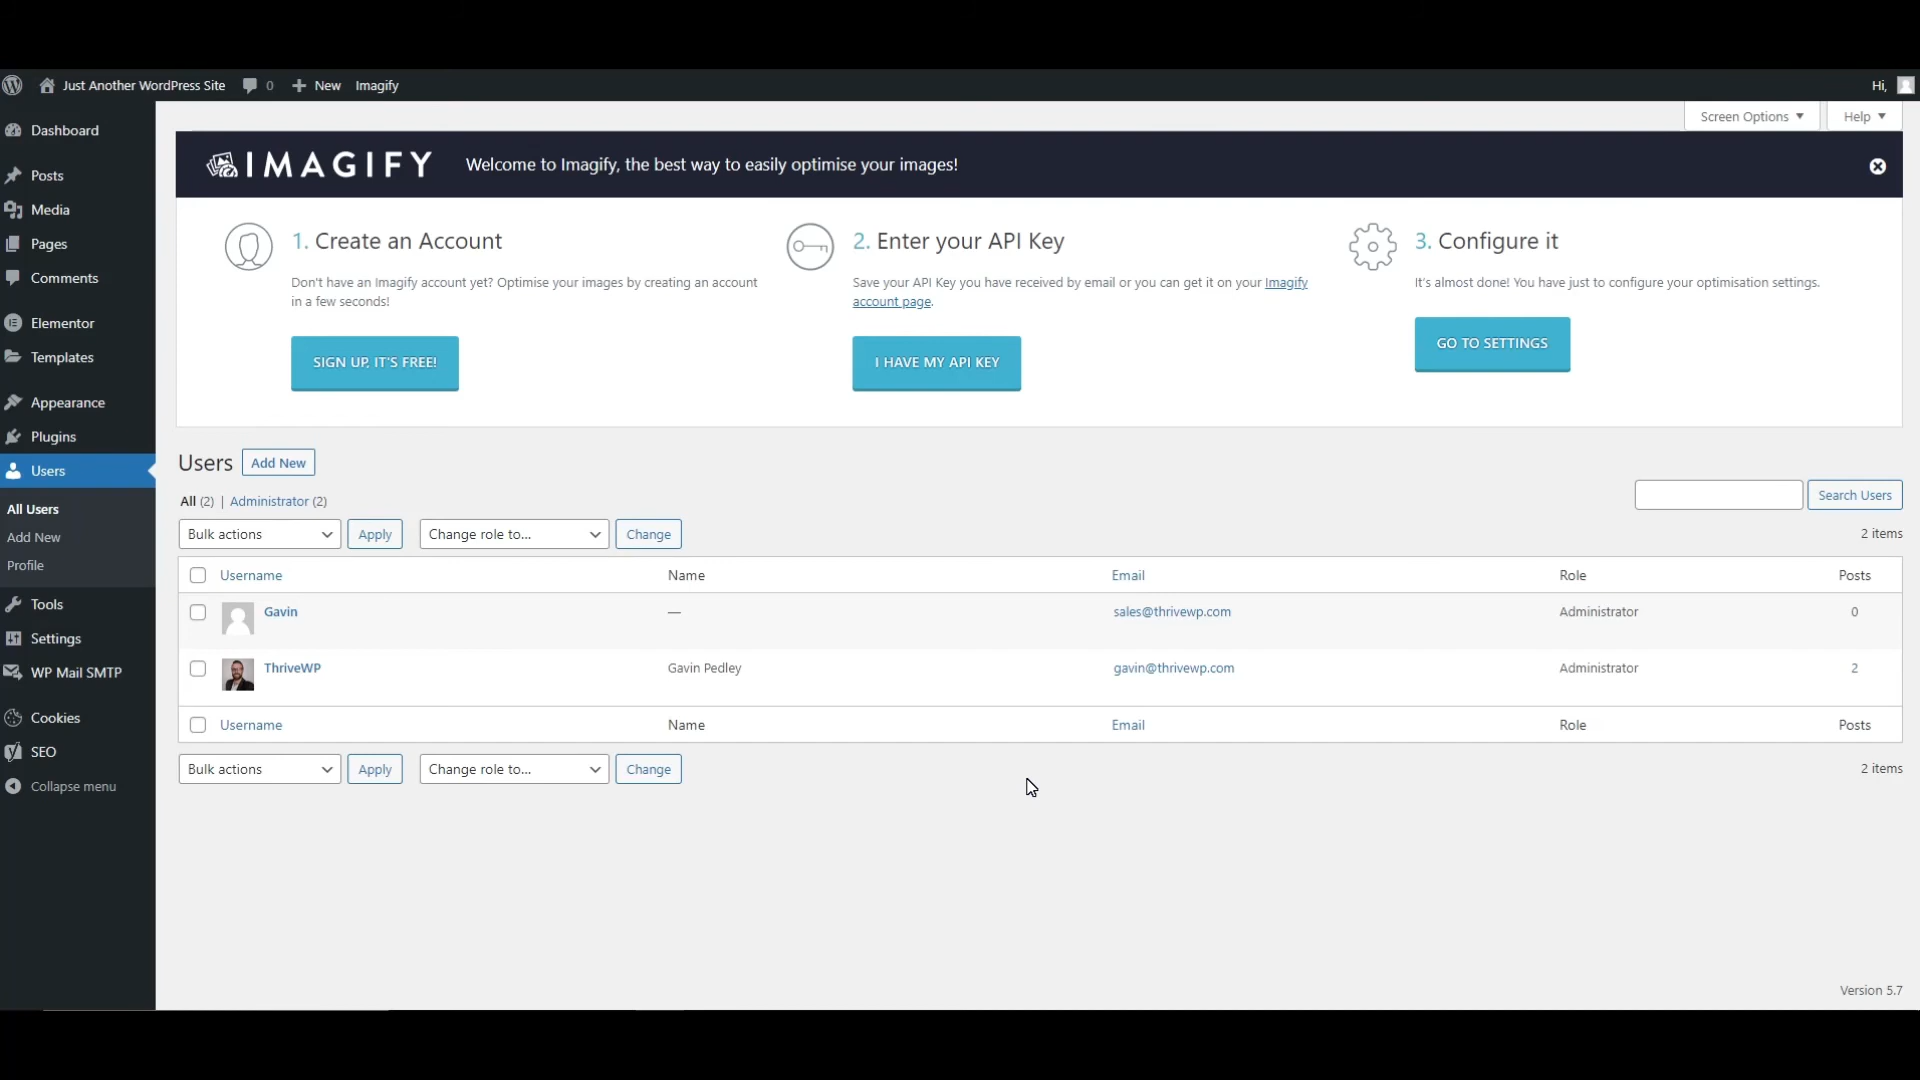 Just Another WordPress Site 0 New Imagify Hi,
Screen Options Help
Dashboard
Posts
Media
Pages
Comments
Elementor
Templates
Appearance
Plugins
Users
All Users
Add New
Profile
Tools
Settings
WP Mail SMTP
Cookies
SEO
Collapse menu
IMAGIFY Welcome to Imagify, the best way to easily optimise your images!
1. Create an Account
Don't have an Imagify account yet? Optimise your images by creating an account
in a few seconds!
SIGN UP, IT'S FREE!
2. Enter your API Key
Save your API Key you have received by email or you can get it on your Imagify
account page.
I HAVE MY API KEY
3. Configure it
It's almost done! You have just to configure your optimisation settings.
GO TO SETTINGS
Users Add New
All (2) | Administrator (2)
Search Users
Bulk actions Apply Change role to... Change 2 items
Username Name Email Role Posts
Gavin — sales@thrivewp.com Administrator 0
ThriveWP Gavin Pedley gavin@thrivewp.com Administrator 2
Username Name Email Role Posts
Bulk actions Apply Change role to... Change 2 items
Version 5.7